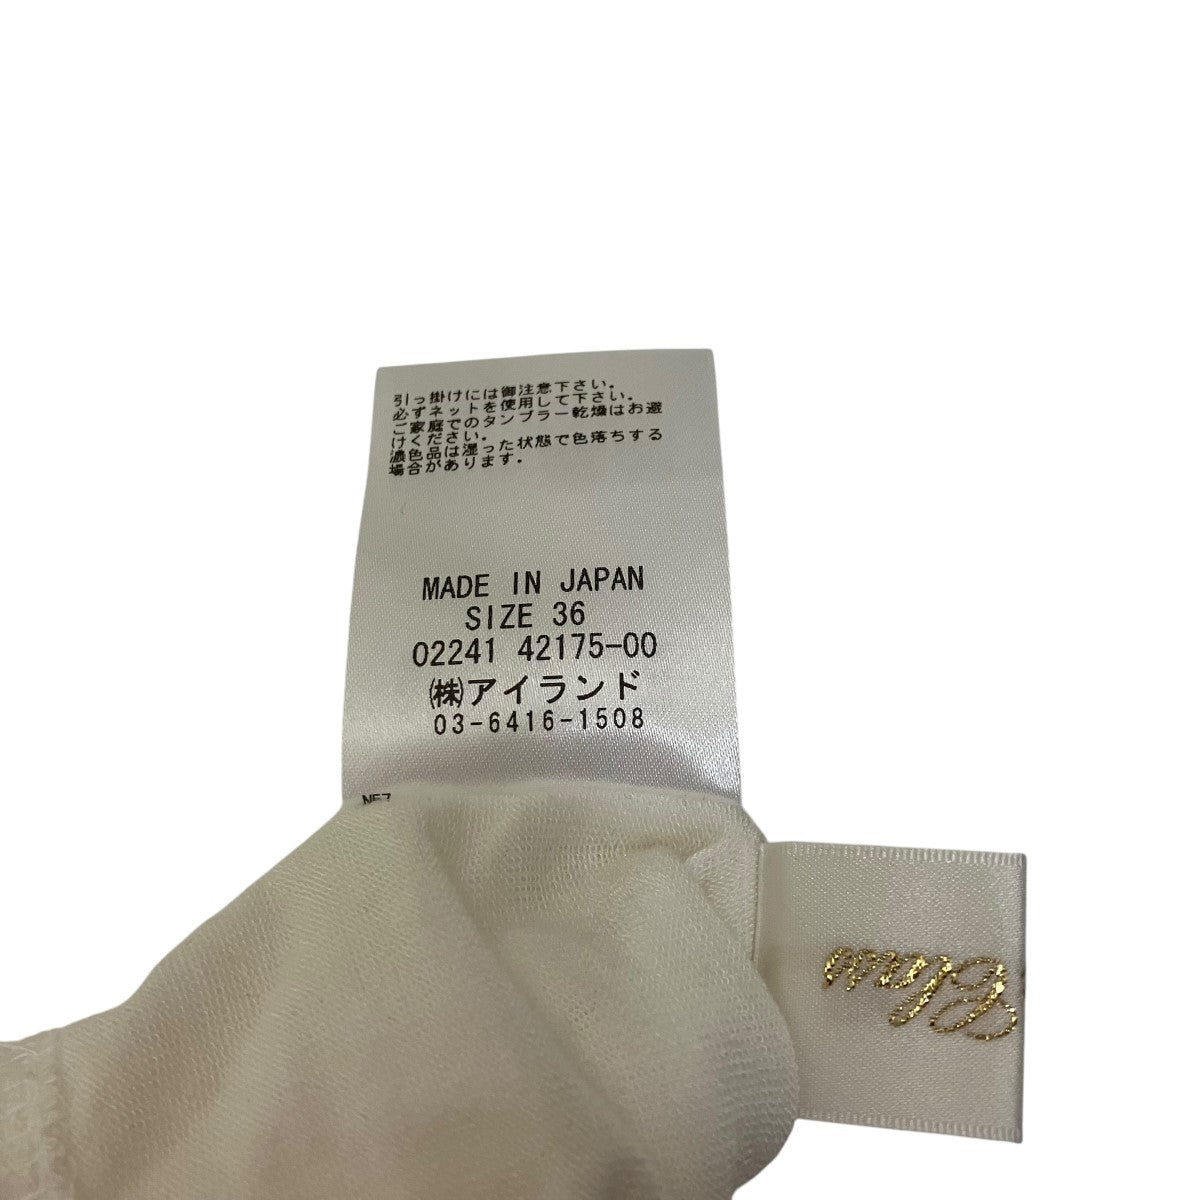 引っ掛けには御注意下さい。
必ずネットを使用して下さい。
ご家庭でのタンブラー乾燥はお避
けください。
濃色品は湿った状態で色落ちする
場合があります。
MADE IN JAPAN
SIZE 36
02241 42175-00
㈱アイランド
03-6416-1508